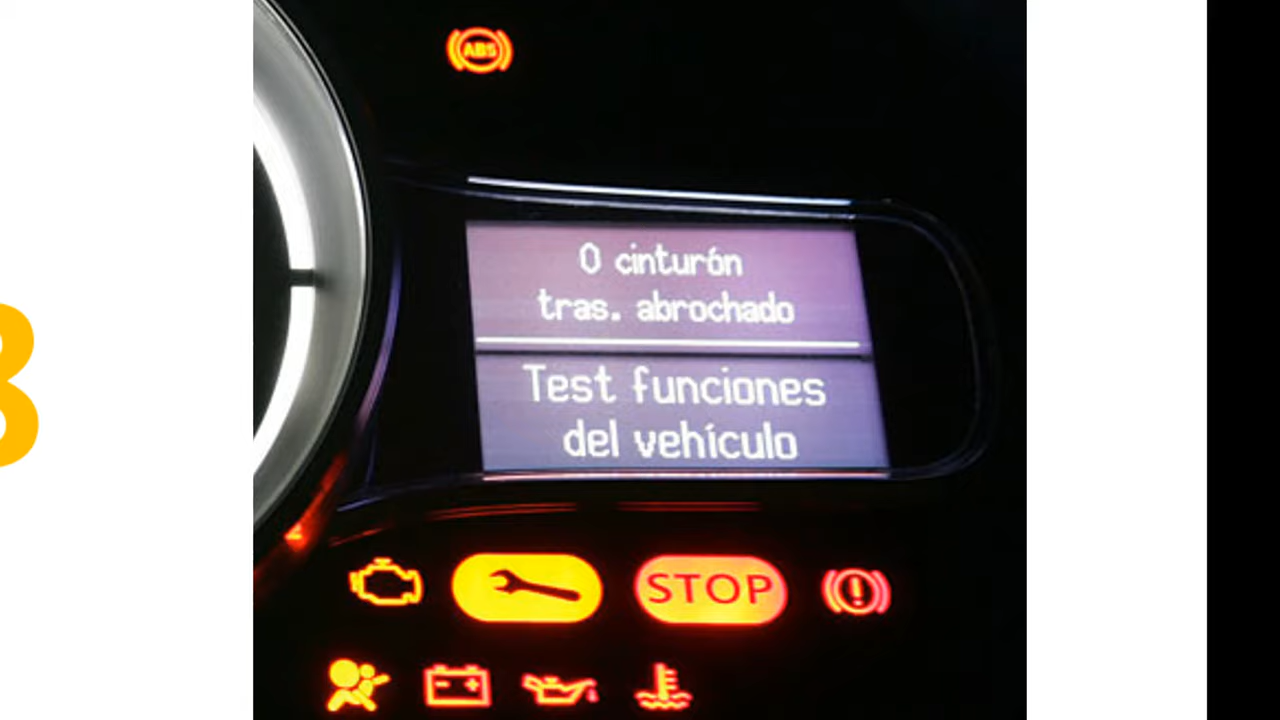 ABS
0 cinturón
tras. abrochado
Test funciones
del vehículo
STOP